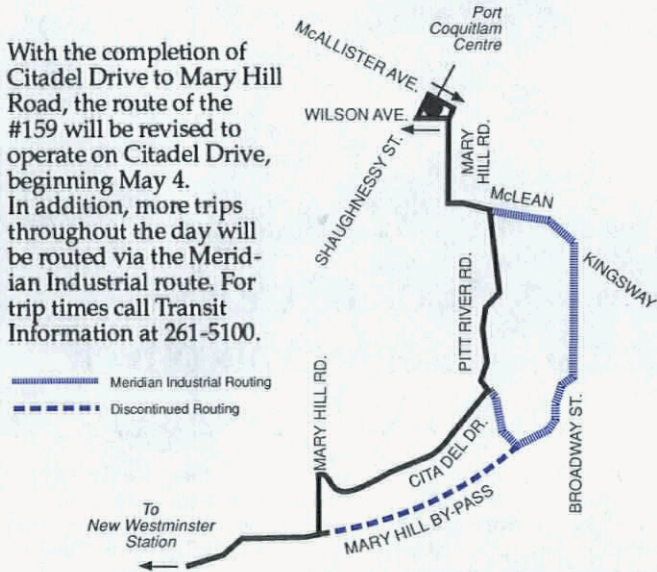 With the completion of
Citadel Drive to Mary Hill
Road, the route of the
#159 will be revised to
operate on Citadel Drive,
beginning May 4.
In addition, more trips
throughout the day will
be routed via the Merid-
ian Industrial route. For
trip times call Transit
Information at 261-5100.
Meridian Industrial Routing
Discontinued Routing
Port
Coquitlam
Centre
McALLISTER AVE.
WILSON AVE.
SHAUGHNESSY ST.
MARY
HILL RD.
McLEAN
KINGSWAY
PITT RIVER RD.
BROADWAY ST.
MARY HILL RD.
CITA DEL DR.
MARY HILL BY-PASS
To
New Westminster
Station